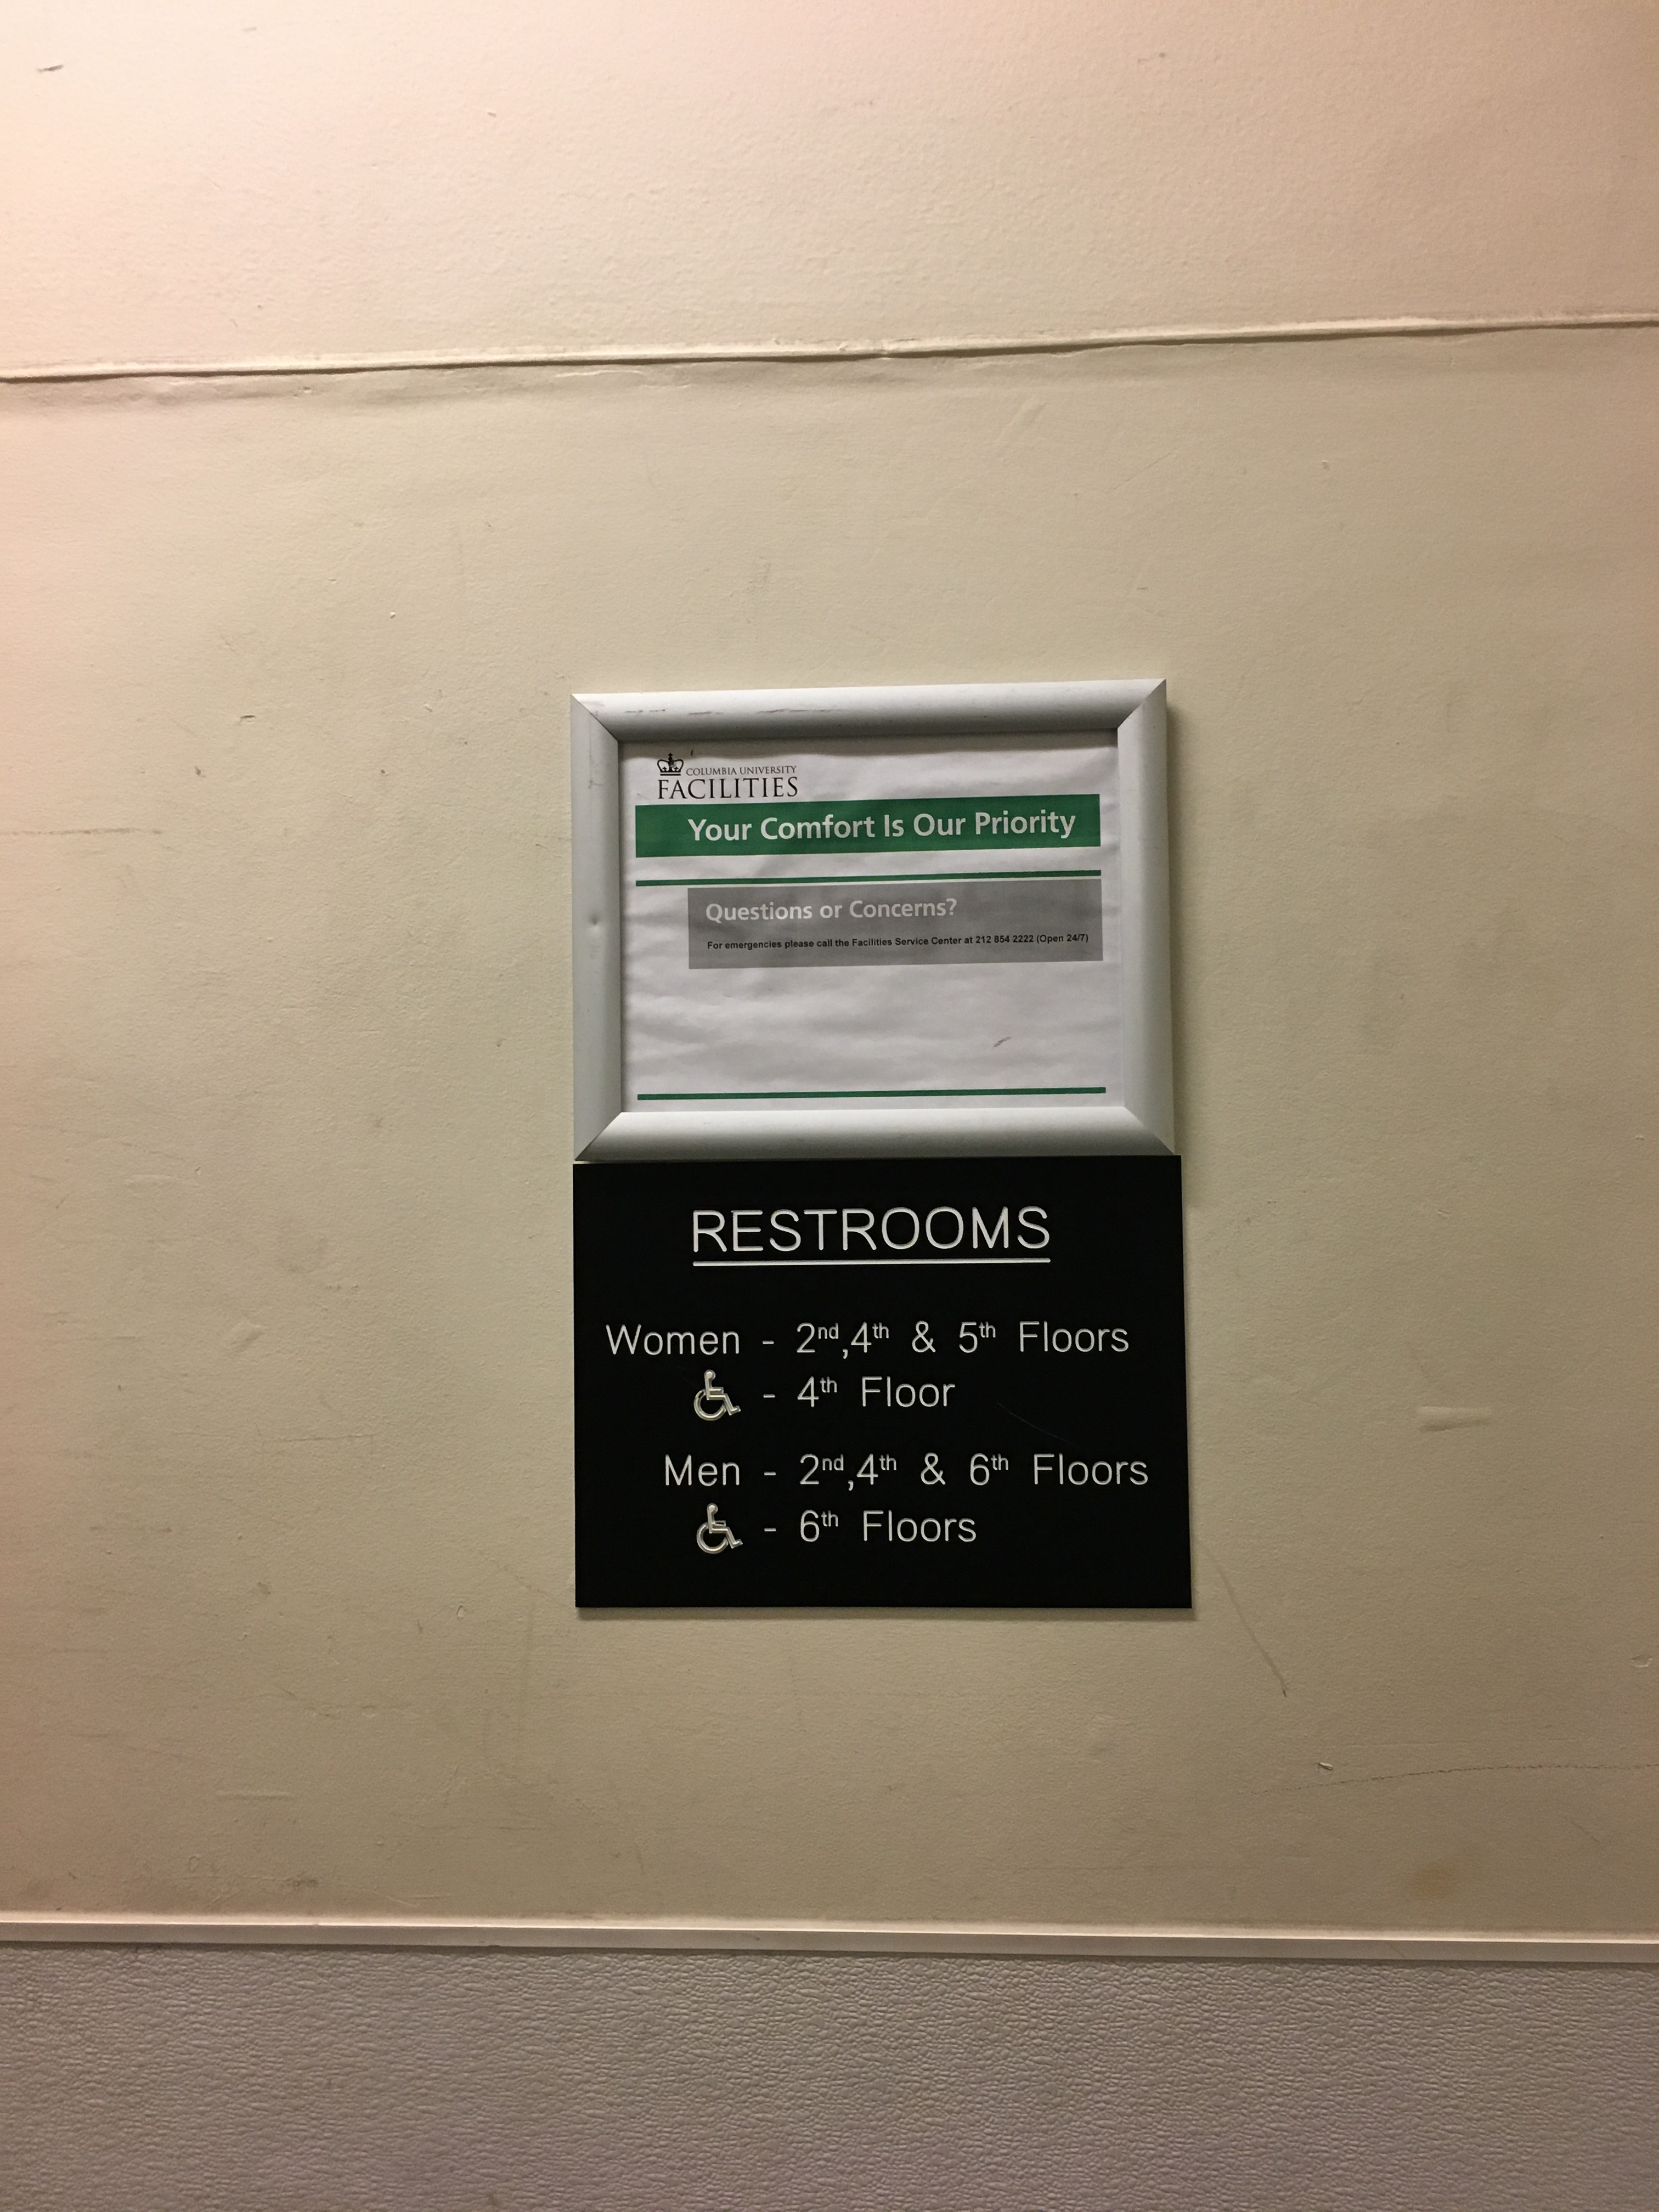 COLUMBIA UNIVERSITY
FACILITIES
Your Comfort Is Our Priority
Questions or Concerns?
For emergencies please call the Facilities Service Center at 212 854 2222 (Open 24/7)
RESTROOMS
Women - 2nd,4th & 5th Floors
- 4th Floor
Men - 2nd,4th & 6th Floors
- 6th Floors